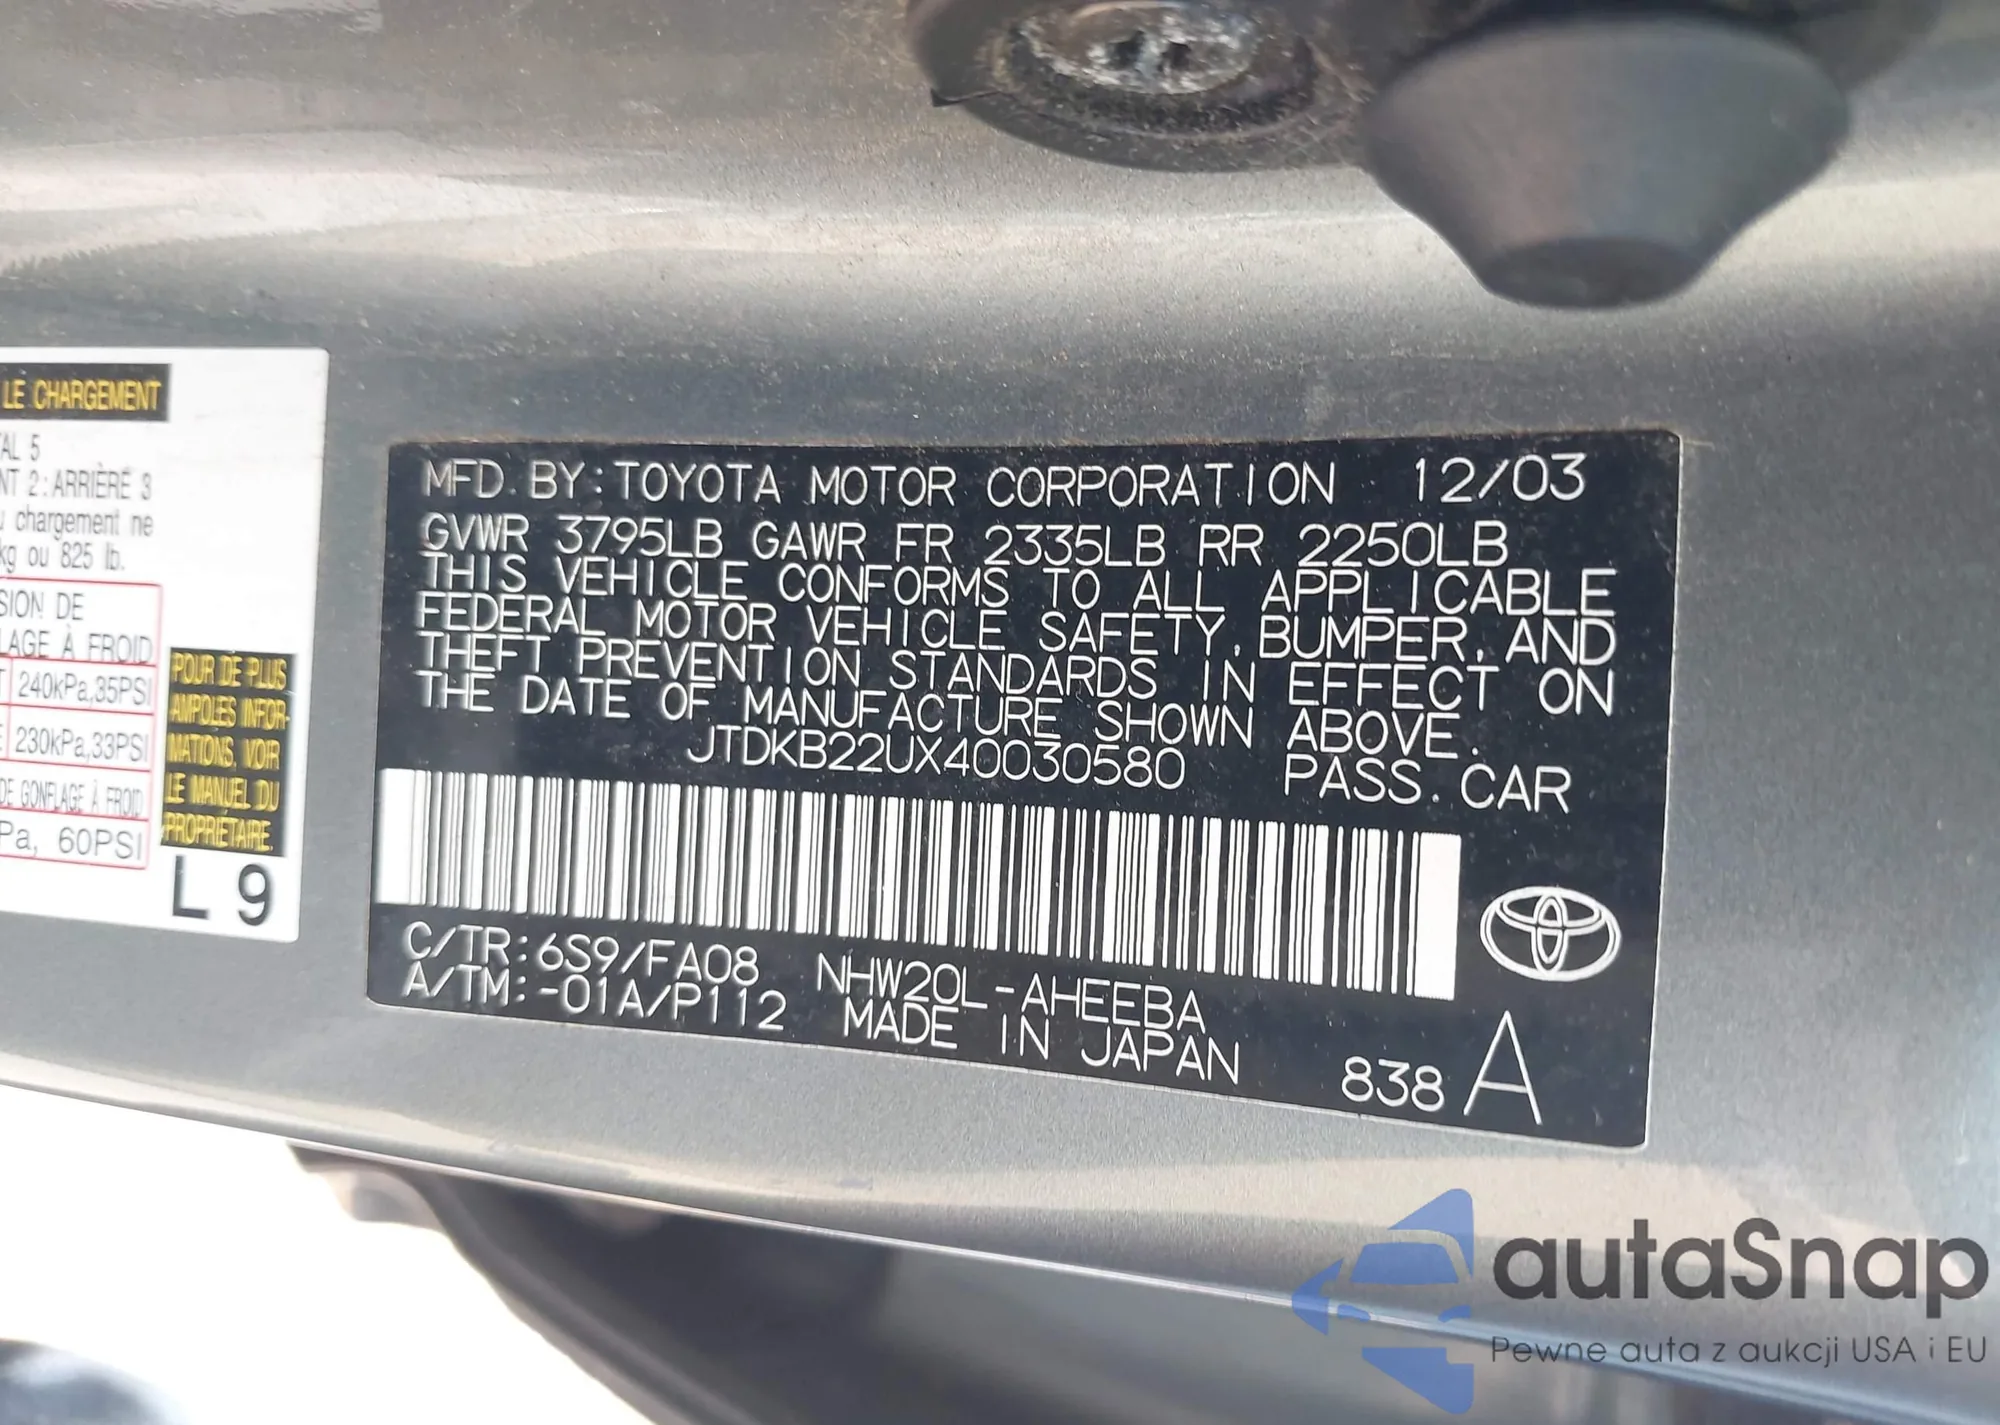 LE CHARGEMENT
AL 5
NT 2: ARRIÈRE 3
u chargement ne
kg ou 825 lb.
SION DE
LAGE À FROID
T 240kPa,35PSI
E 230kPa,33PSI
DE GONFLAGE À FROID
Pa, 60PSI
POUR DE PLUS
AMPLES INFOR-
MATIONS, VOIR
LE MANUEL DU
PROPRIÉTAIRE.
L 9
MFD. BY: TOYOTA MOTOR CORPORATION 12/03
GVWR 3795LB GAWR FR 2335LB RR 2250LB
THIS VEHICLE CONFORMS TO ALL APPLICABLE
FEDERAL MOTOR VEHICLE SAFETY, BUMPER, AND
THEFT PREVENTION STANDARDS IN EFFECT ON
THE DATE OF MANUFACTURE SHOWN ABOVE.
JTDKB22UX40030580 PASS. CAR
C/TR: 6S9/FA08 NHW20L-AHEEBA
A/TM: -01A/P112 MADE IN JAPAN
838 A
autaSnap
Pewne auta z aukcji USA i EU